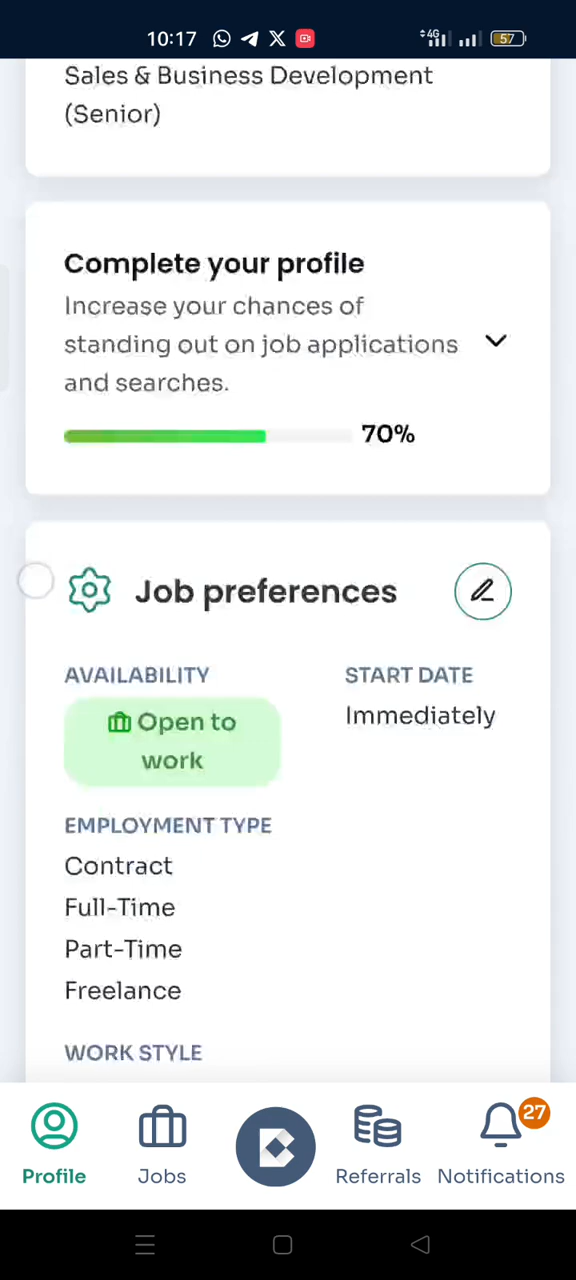 10:17
4G
57
Sales & Business Development
(Senior)
Complete your profile
Increase your chances of
standing out on job applications
and searches.
70%
Job preferences
AVAILABILITY
START DATE
Open to
work
Immediately
EMPLOYMENT TYPE
Contract
Full-Time
Part-Time
Freelance
WORK STYLE
27
Profile
Jobs
Referrals
Notifications